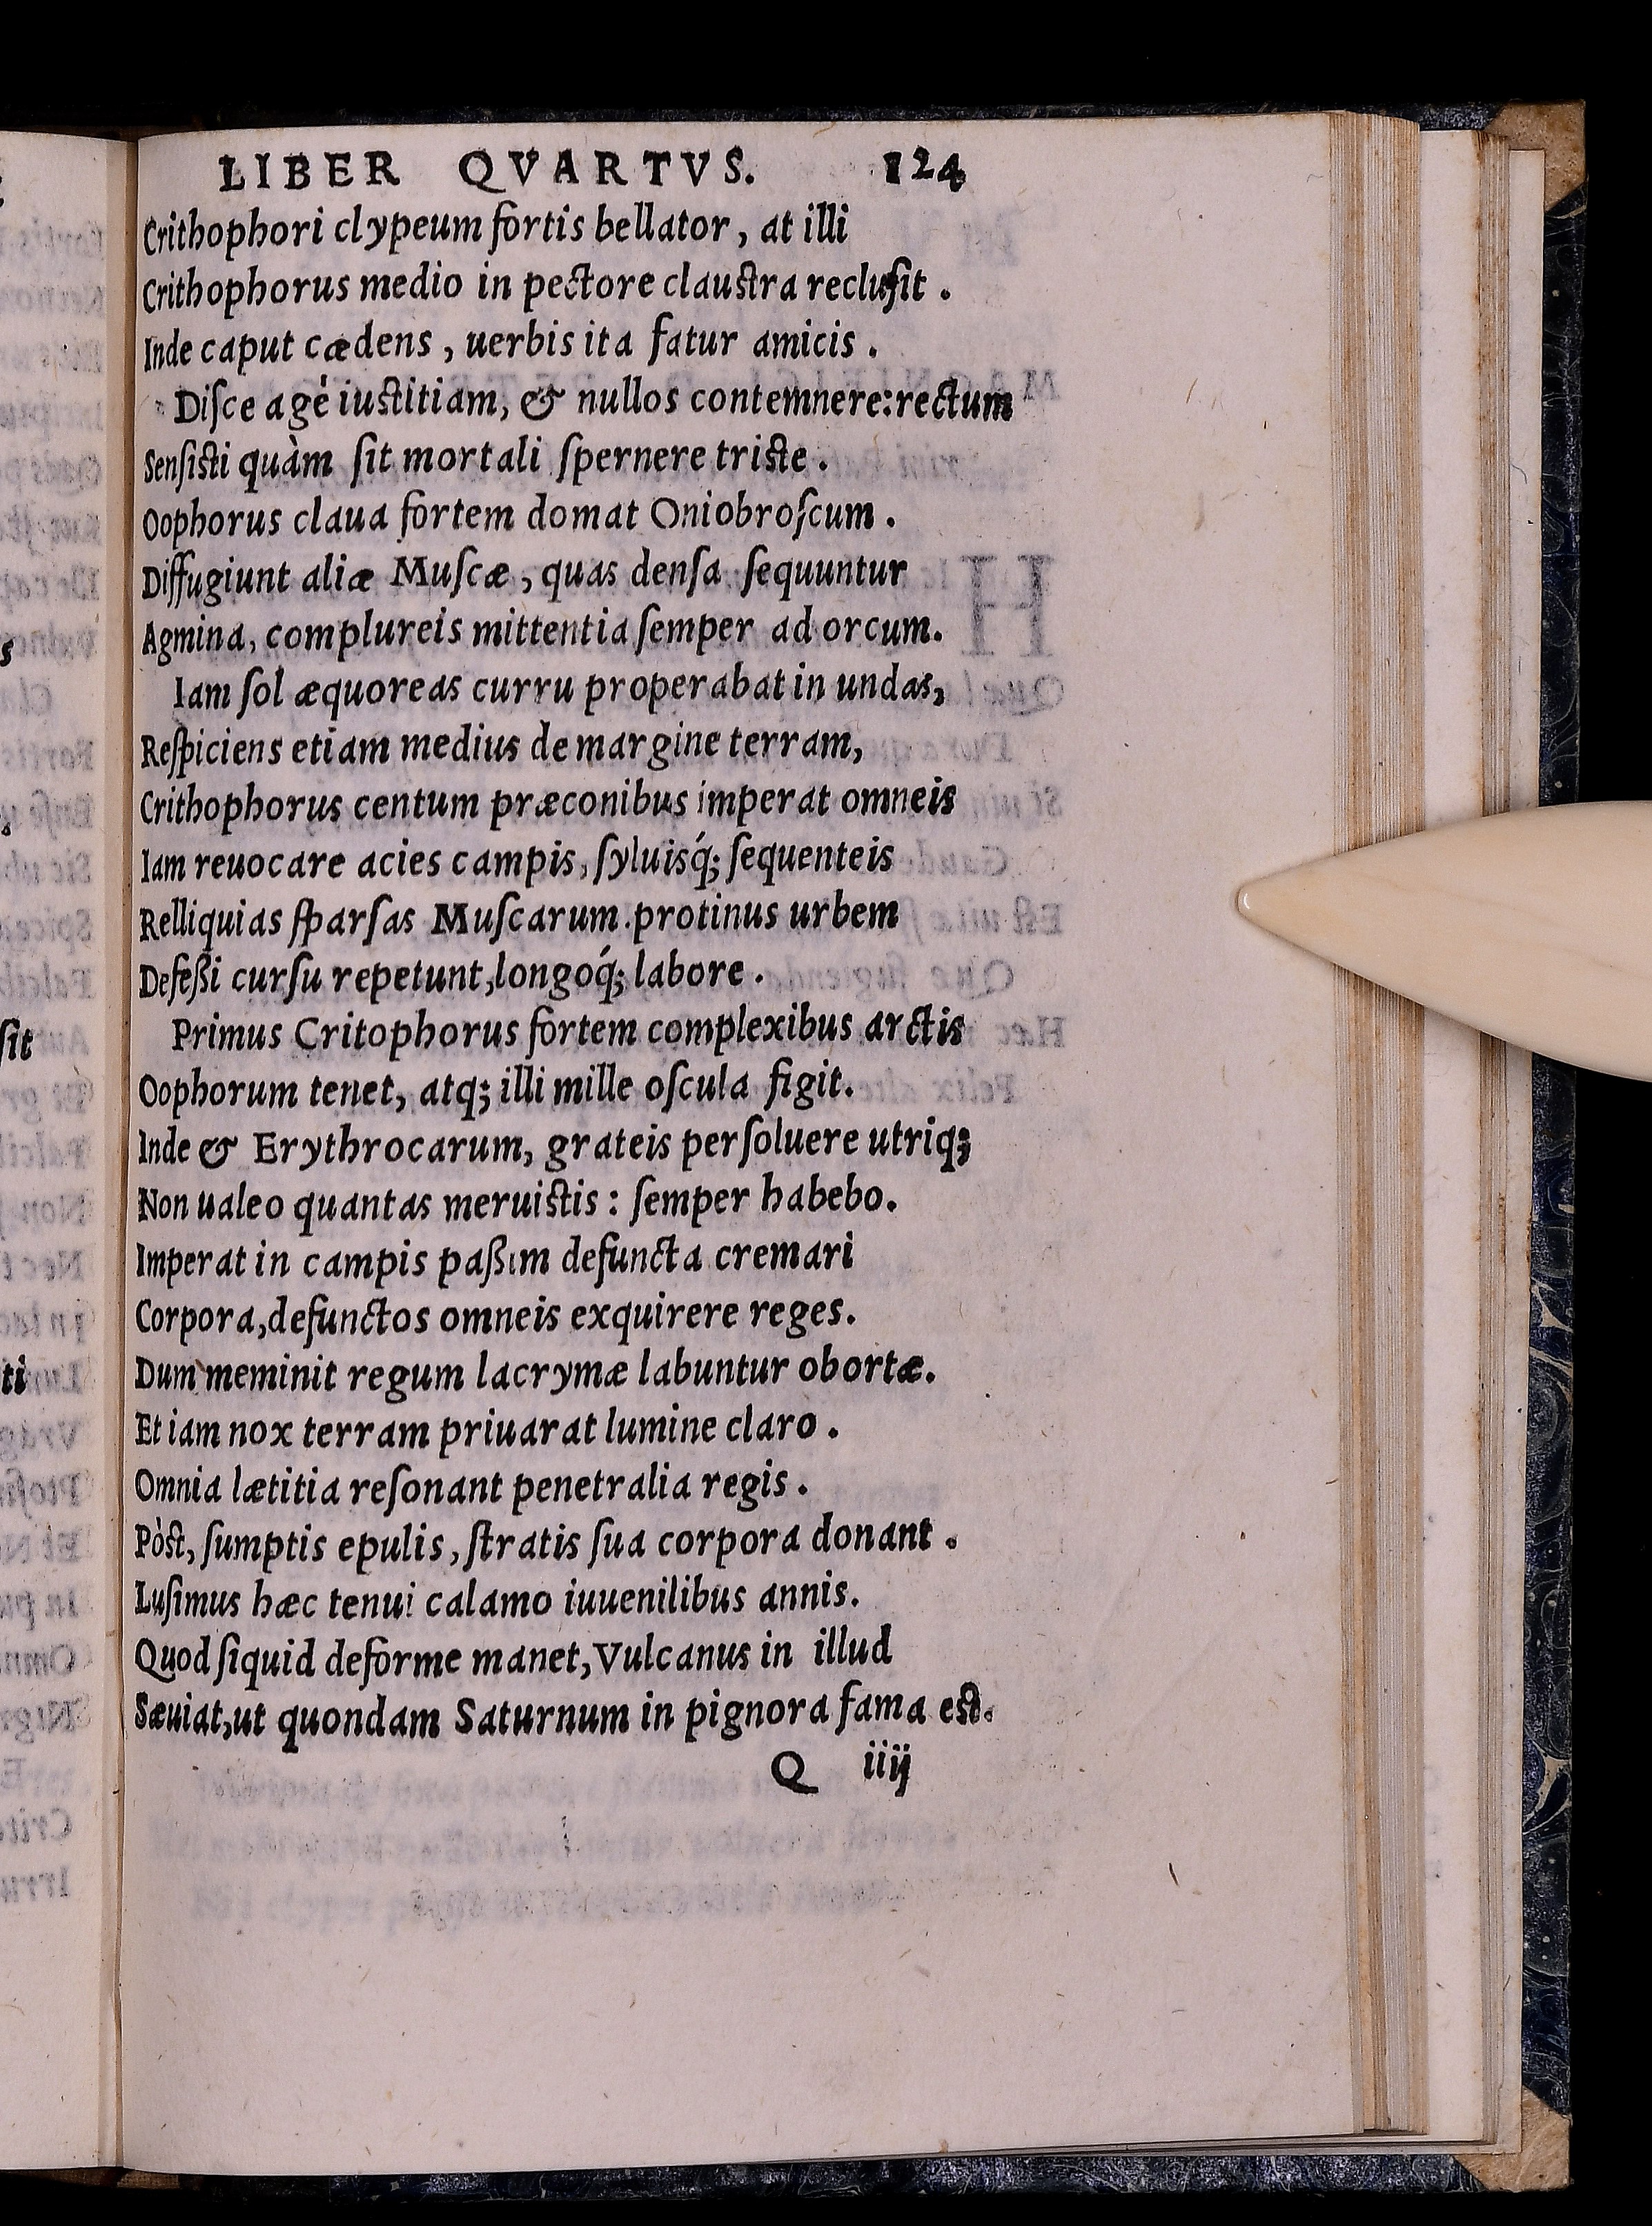 LIBER QVARTVS. 124
Crithophori clypeum fortis bellator, at illi
Crithophorus medio in pectore claustra reclusit.
Inde caput cædens, uerbis ita fatur amicis.
Disce agé iustitiam, & nullos contemnere: rectum
Sensisti quàm sit mortali spernere triste.
Oophorus claua fortem domat Oniobroscum.
Diffugiunt aliæ Muscæ, quas densa sequuntur
Agmina, complureis mittentia semper ad orcum.
Iam sol æquoreas curru properabat in undas,
Respiciens etiam medius de margine terram,
Crithophorus centum præconibus imperat omneis
Iam reuocare acies campis, syluisq́; sequenteis
Relliquias sparsas Muscarum. protinus urbem
Defeßi cursu repetunt, longoq́; labore.
Primus Critophorus fortem complexibus arctis
Oophorum tenet, atq; illi mille oscula figit.
Inde & Erythrocarum, grateis persoluere utriq;
Non ualeo quantas meruistis: semper habebo.
Imperat in campis paßim defuncta cremari
Corpora, defunctos omneis exquirere reges.
Dum meminit regum lacrymæ labuntur obortæ.
Et iam nox terram priuarat lumine claro.
Omnia lætitia resonant penetralia regis.
Pòst, sumptis epulis, stratis sua corpora donant.
Lusimus hæc tenui calamo iuuenilibus annis.
Quod siquid deforme manet, Vulcanus in illud
Sæuiat, ut quondam Saturnum in pignora fama est.
Q iiij